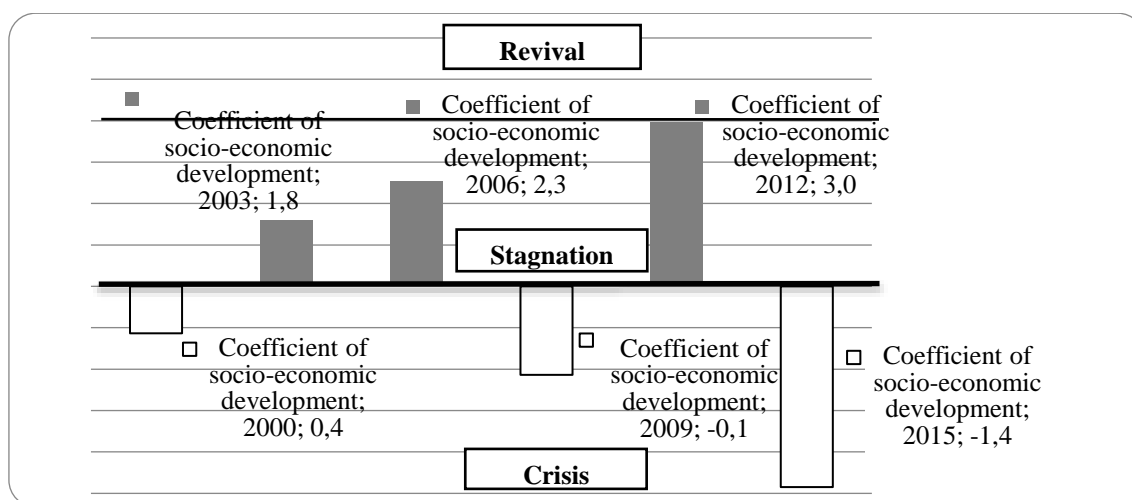 Revival
Coefficient of
socio-economic
development;
2003; 1,8
Coefficient of
socio-economic
development;
2006; 2,3
Coefficient of
socio-economic
development;
2012; 3,0
Stagnation
Coefficient of
socio-economic
development;
2000; 0,4
Coefficient of
socio-economic
development;
2009; -0,1
Coefficient of
socio-economic
development;
2015; -1,4
Crisis